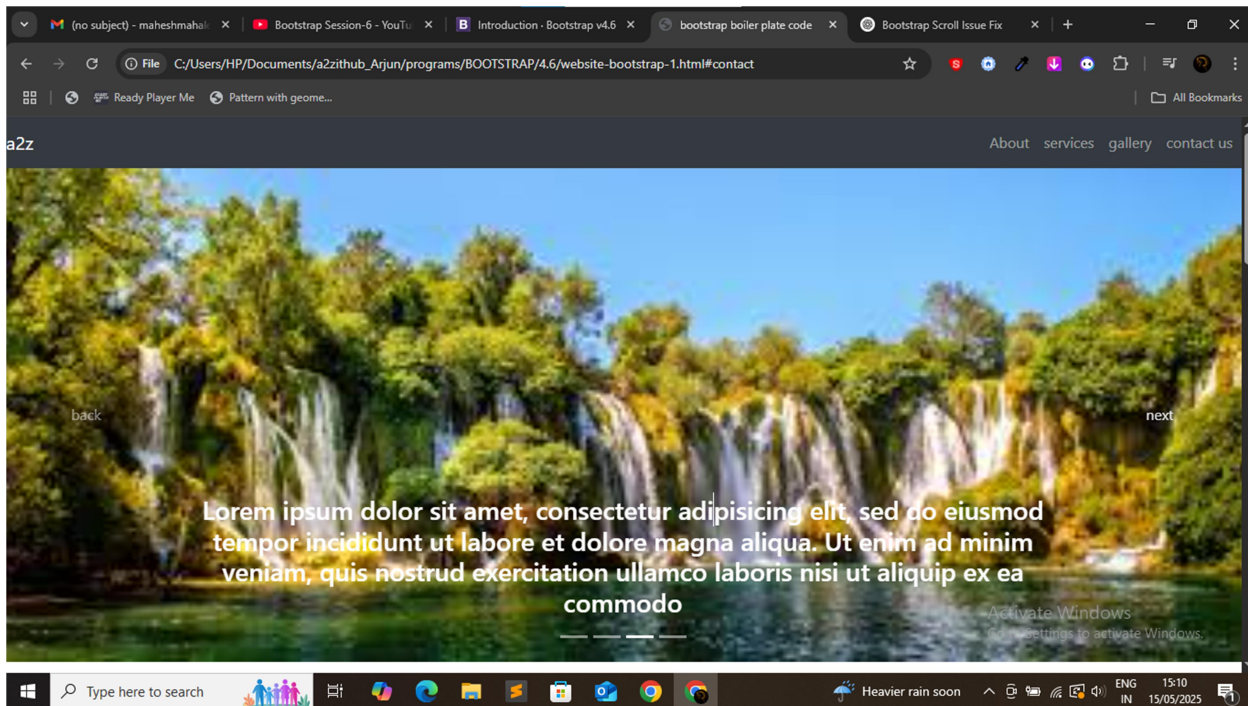 (no subject) - maheshmahal
Bootstrap Session-6 - YouTu
B
Introduction · Bootstrap v4.6
bootstrap boiler plate code
Bootstrap Scroll Issue Fix
File
C:/Users/HP/Documents/a2zithub_Arjun/programs/BOOTSTRAP/4.6/website-bootstrap-1.html#contact
S
Ready Player Me
Pattern with geome...
All Bookmarks
a2z
About
services
gallery
contact us
back
next
Lorem ipsum dolor sit amet, consectetur adipisicing elit, sed do eiusmod
tempor incididunt ut labore et dolore magna aliqua. Ut enim ad minim
veniam, quis nostrud exercitation ullamco laboris nisi ut aliquip ex ea
commodo
Activate Windows
Go to Settings to activate Windows.
Type here to search
Heavier rain soon
ENG
IN
15:10
15/05/2025
1